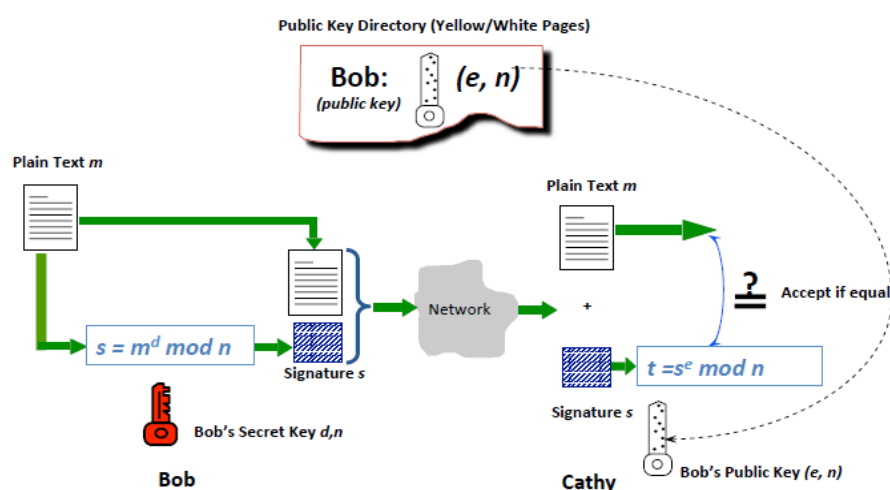 Public Key Directory (Yellow/White Pages)
Bob:
(public key)
(e, n)
Plain Text m
Plain Text m
Network
+
?
=
Accept if equal
s = m^d mod n
Signature s
t =s^e mod n
Signature s
Bob's Secret Key d,n
Bob's Public Key (e, n)
Bob
Cathy